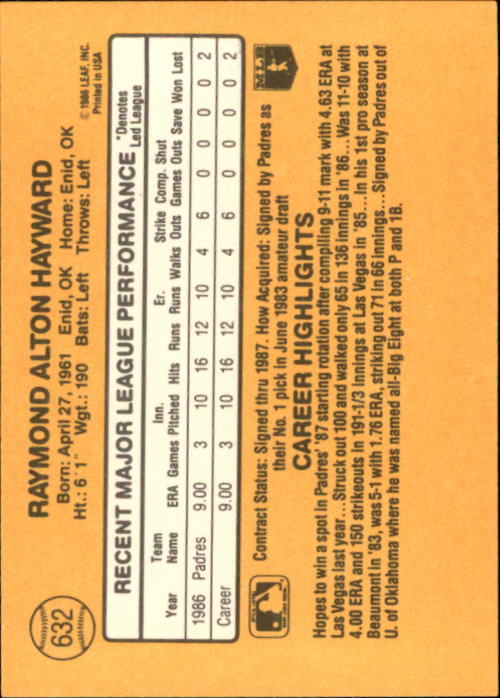 632
RAYMOND ALTON HAYWARD
Born: April 27, 1961 Enid, OK Home: Enid, OK
Ht.: 6'1" Wgt.: 190 Bats: Left Throws: Left
© 1986 LEAF, INC.
Printed in USA
RECENT MAJOR LEAGUE PERFORMANCE
*Denotes
Led League
Year Team Name ERA Games Inn. Pitched Hits Runs Er. Runs Walks Strike Outs Comp. Games Shut Outs Save Won Lost
1986 Padres 9.00 3 10 16 12 10 4 6 0 0 0 0 2
Career 9.00 3 10 16 12 10 4 6 0 0 0 0 2
Contract Status: Signed thru 1987. How Acquired: Signed by Padres as
their No. 1 pick in June 1983 amateur draft
MLB
CAREER HIGHLIGHTS
Hopes to win a spot in Padres' '87 starting rotation after compiling 9-11 mark with 4.63 ERA at
Las Vegas last year...Struck out 100 and walked only 65 in 136 innings in '86...Was 11-10 with
4.00 ERA and 150 strikeouts in 191-1/3 innings at Las Vegas in '85...In his 1st pro season at
Beaumont in '83, was 5-1 with 1.76 ERA, striking out 71 in 66 innings...Signed by Padres out of
U. of Oklahoma where he was named all-Big Eight at both P and 1B.